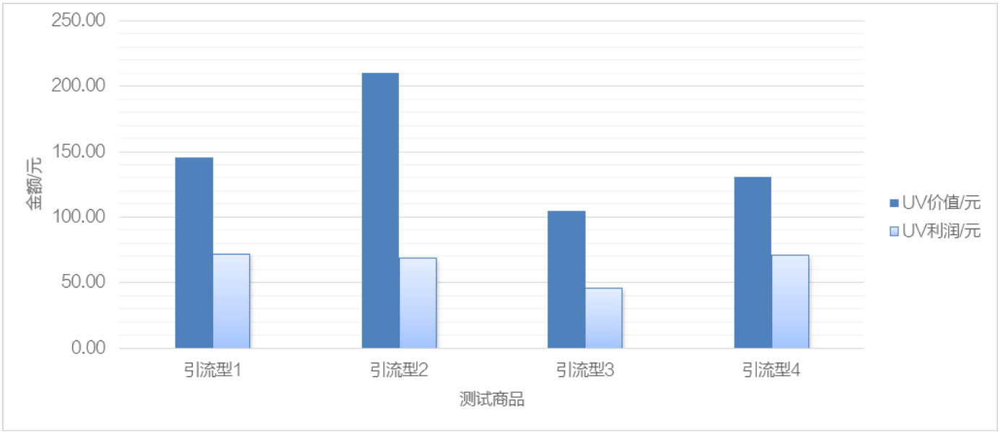 250.00
200.00
150.00
100.00
50.00
0.00
金额/元
引流型1
引流型2
引流型3
引流型4
测试商品
UV价值/元
UV利润/元